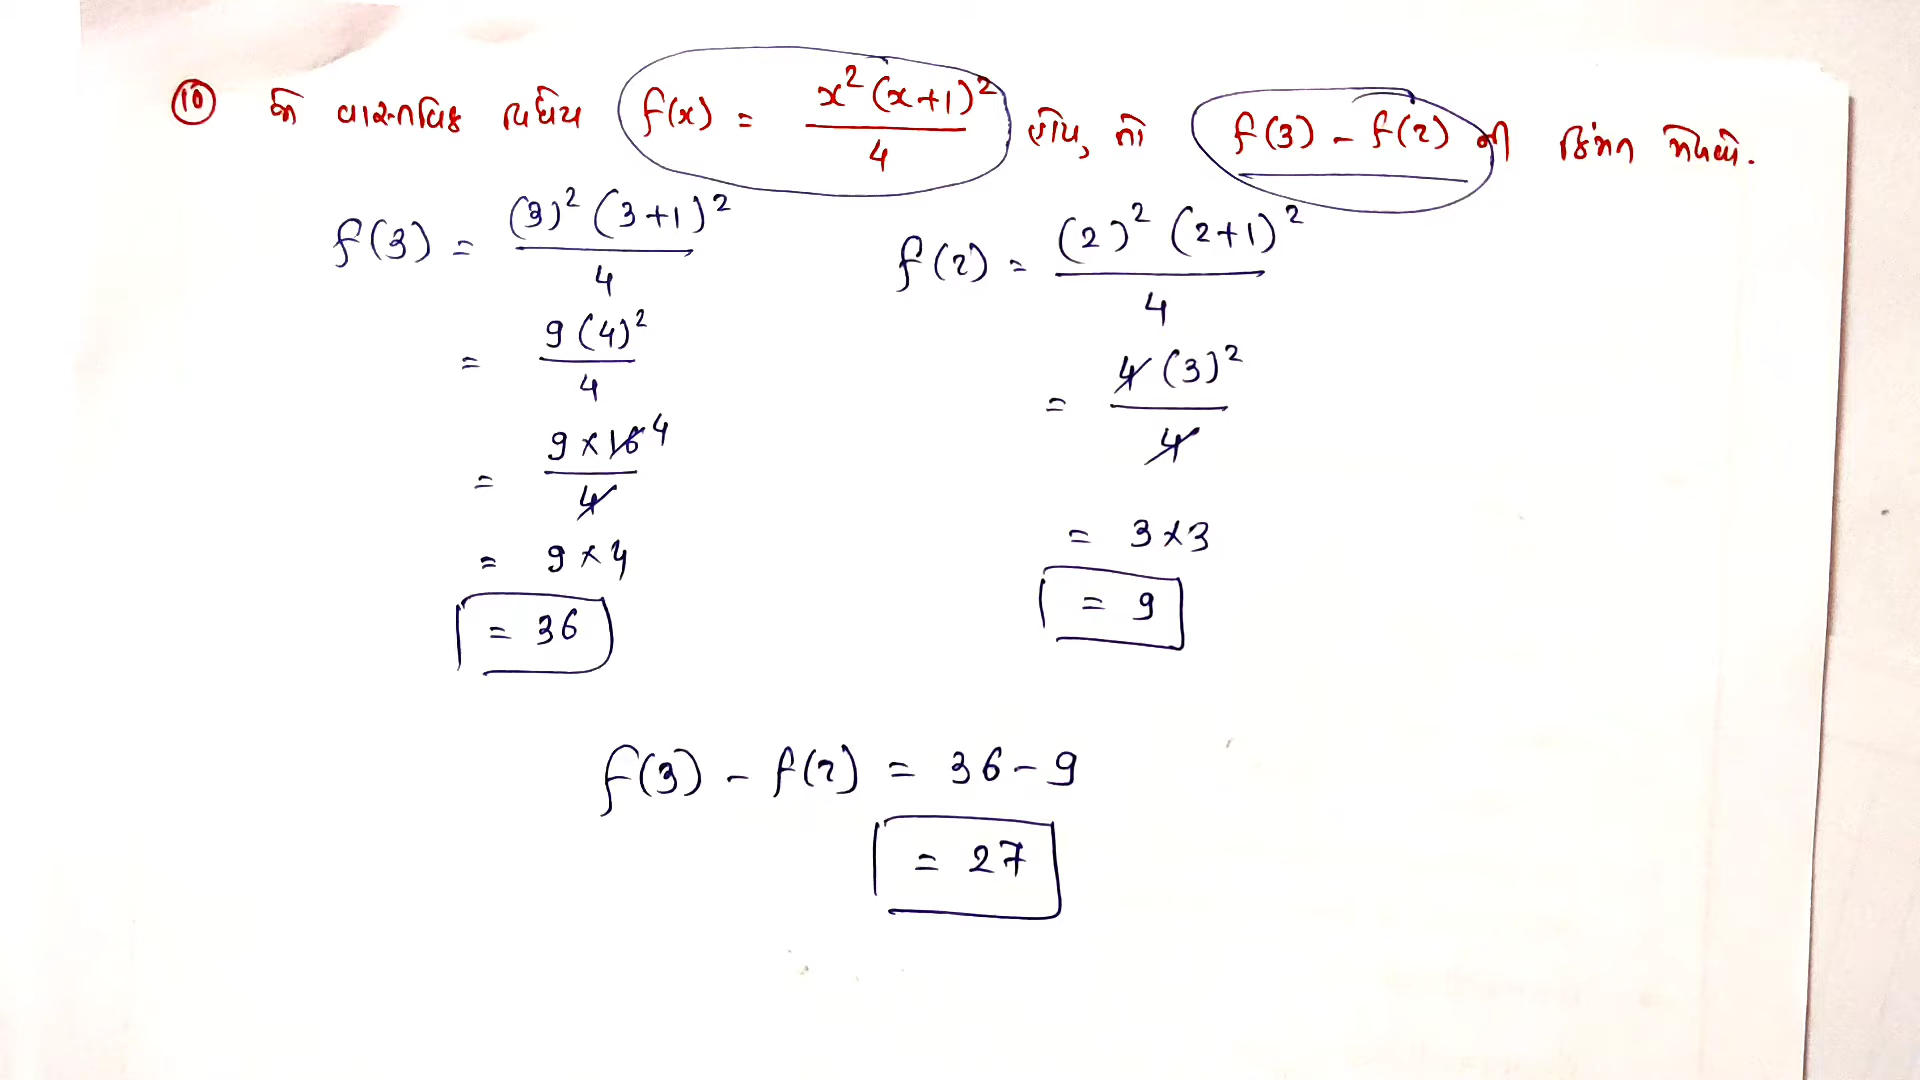 10 જો વાસ્તવિક વિધેય f(x) = x²(x+1)²/4 હોય, તો f(3) - f(2) ની કિંમત મેળવો.
f(3) = (3)² (3+1)²/4
= 9(4)²/4
= 9 × 16 4/4
= 9 × 4
= 36
f(2) = (2)² (2+1)²/4
= 4(3)²/4
= 3 × 3
= 9
f(3) - f(2) = 36 - 9
= 27